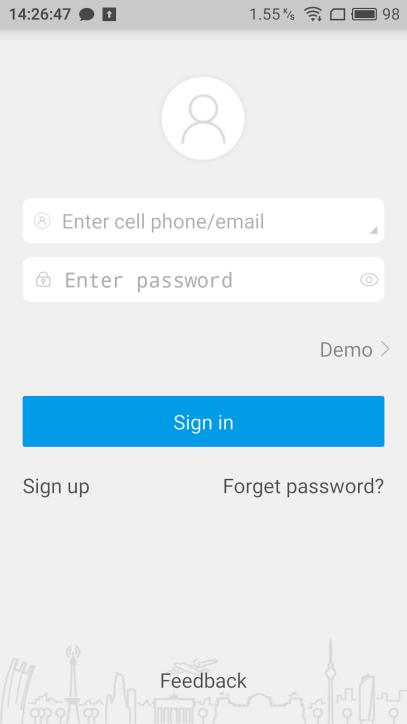 14:26:47 1.55 K/s 98
Enter cell phone/email
Enter password
Demo
Sign in
Sign up Forget password?
Feedback